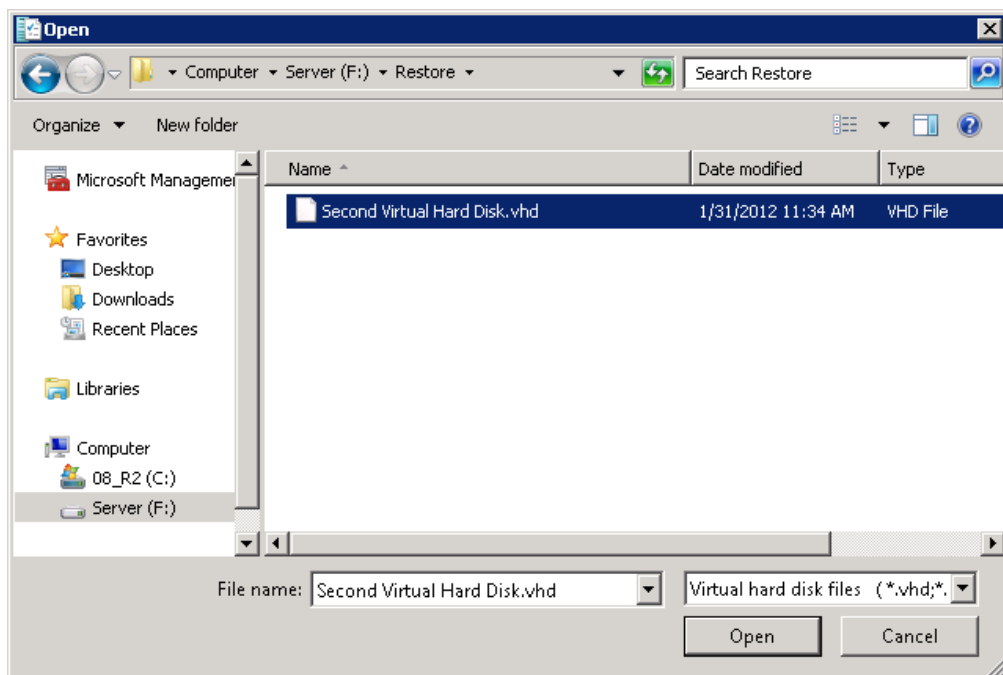 Open
Computer Server (F:) Restore Search Restore
Organize New folder
Microsoft Managemer
Favorites
Desktop
Downloads
Recent Places
Libraries
Computer
08_R2 (C:)
Server (F:)
Name Date modified Type
Second Virtual Hard Disk.vhd 1/31/2012 11:34 AM VHD File
File name: Second Virtual Hard Disk.vhd Virtual hard disk files (*.vhd;*.
Open Cancel